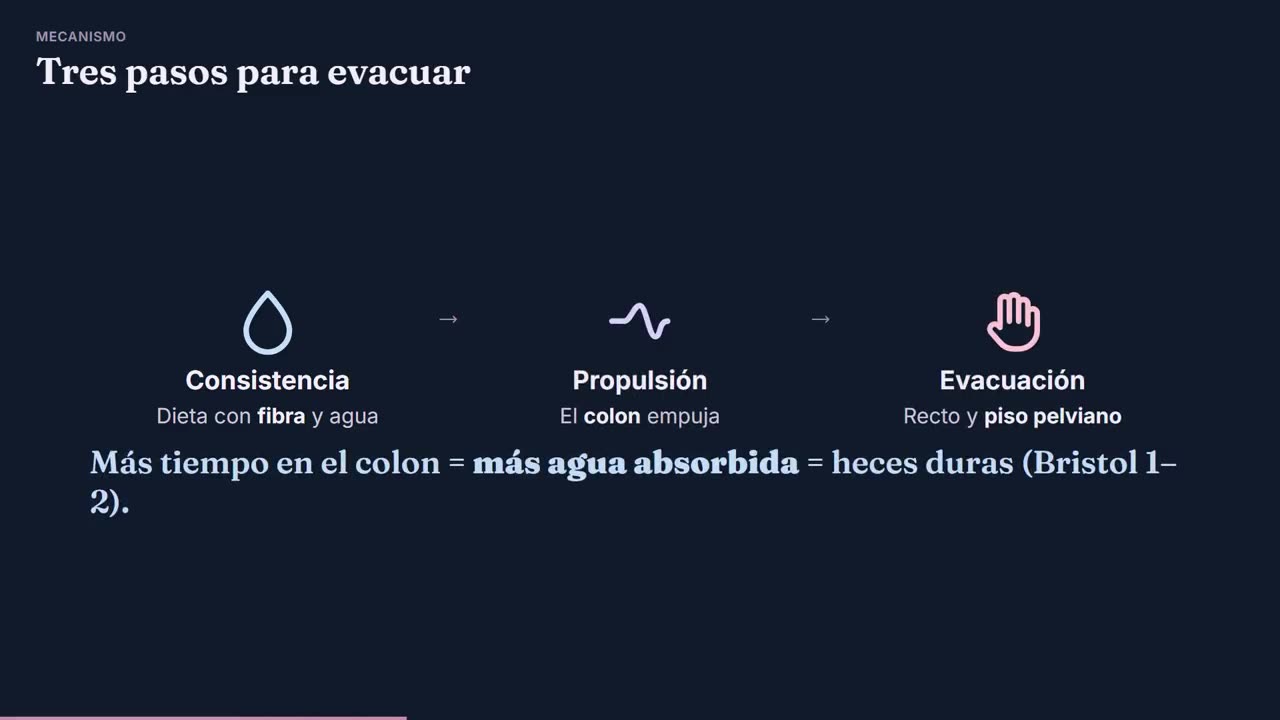 MECANISMO
Tres pasos para evacuar
→ →
Consistencia Propulsión Evacuación
Dieta con fibra y agua El colon empuja Recto y piso pelviano
Más tiempo en el colon = más agua absorbida = heces duras (Bristol 1–
2).